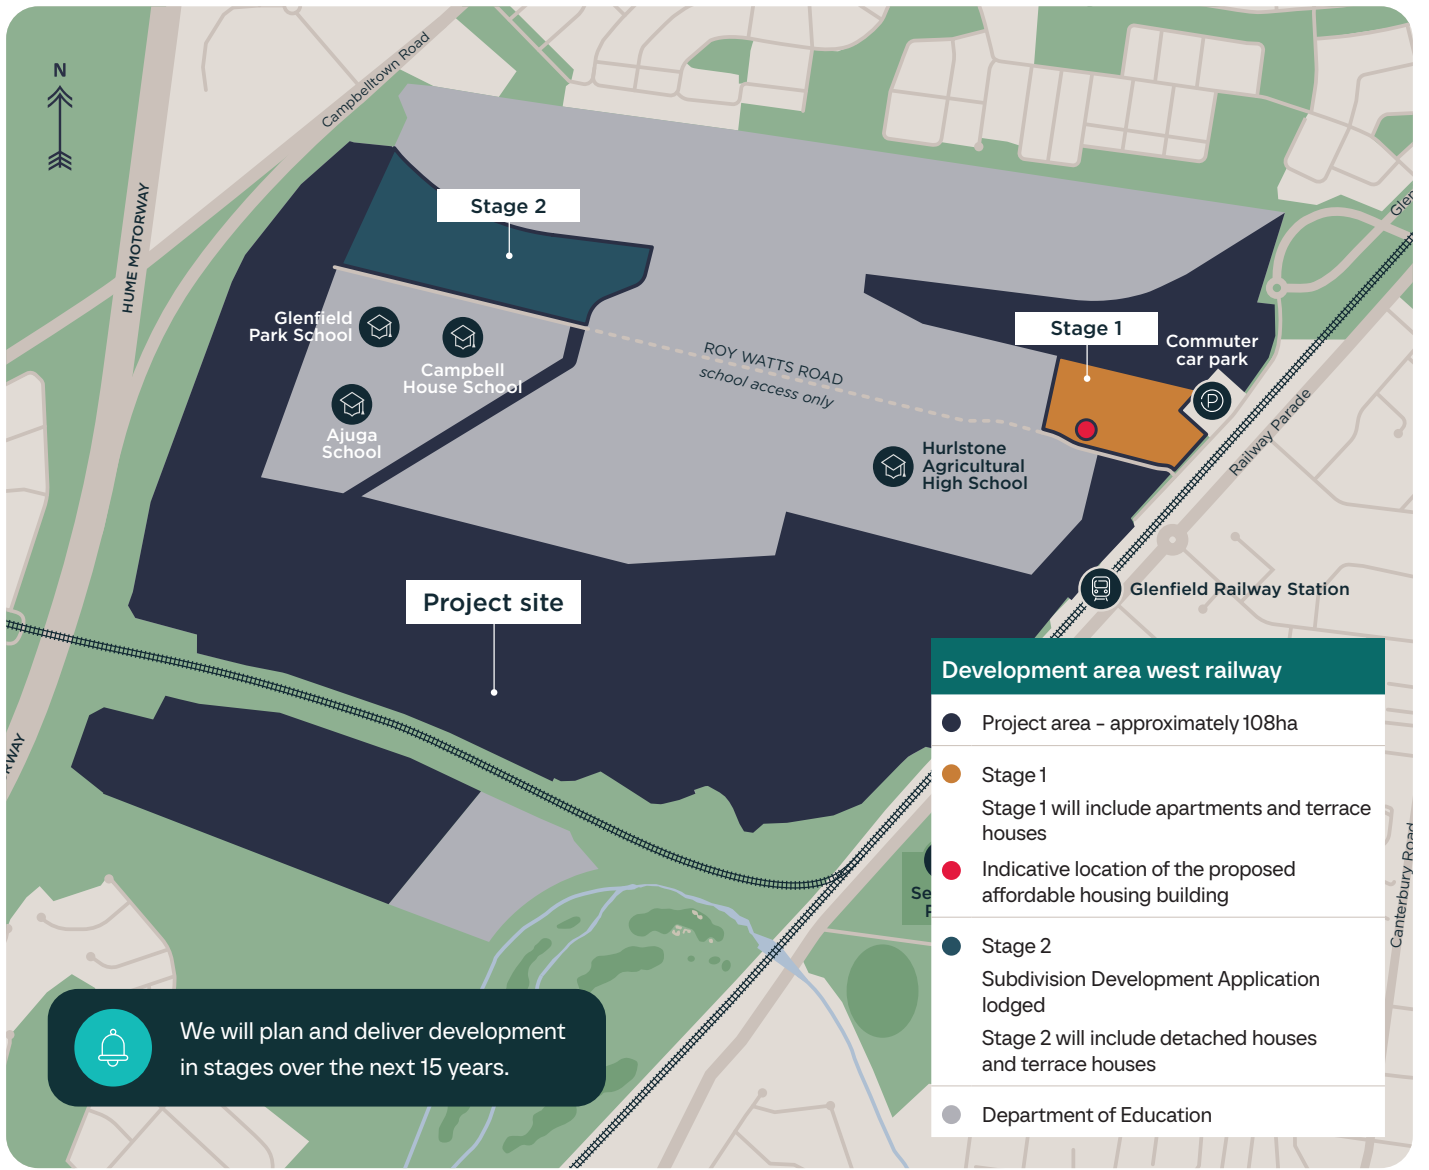 N
Campbelltown Road
HUME MOTORWAY
Stage 2
Glenfield
Park School
Campbell
House School
Ajuga
School
ROY WATTS ROAD
school access only
Stage 1
Commuter
car park
P
Hurlstone
Agricultural
High School
Railway Parade
Glen
Glenfield Railway Station
Project site
RWAY
Canterbury Road
Se
Development area west railway
Project area – approximately 108ha
Stage 1
Stage 1 will include apartments and terrace
houses
Indicative location of the proposed
affordable housing building
Stage 2
Subdivision Development Application
lodged
Stage 2 will include detached houses
and terrace houses
Department of Education
We will plan and deliver development
in stages over the next 15 years.